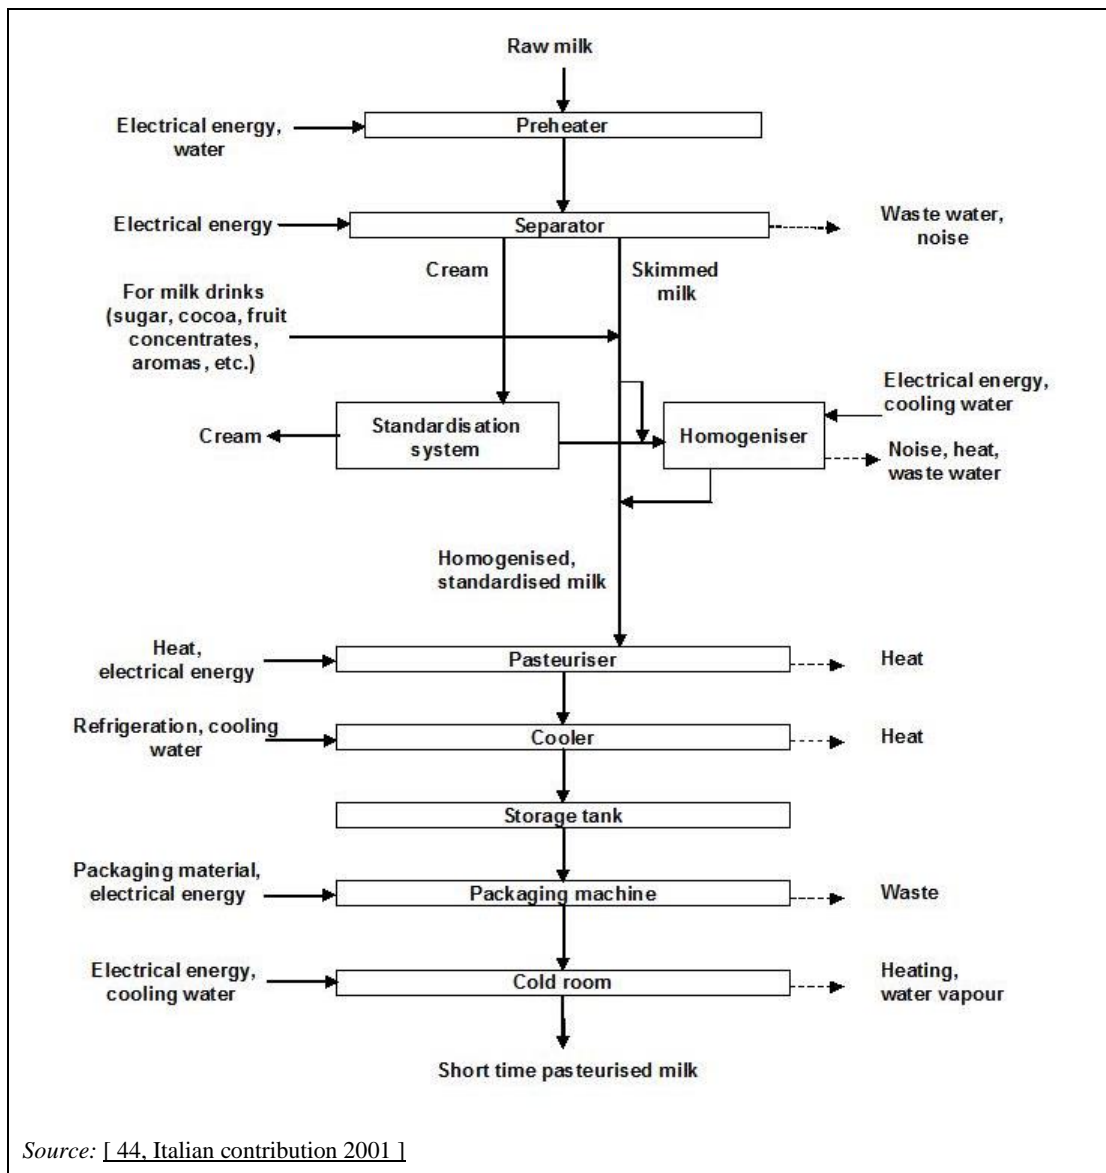 Raw milk
Electrical energy,
water
Preheater
Electrical energy
Separator
Waste water,
noise
Cream
Skimmed
milk
For milk drinks
(sugar, cocoa, fruit
concentrates,
aromas, etc.)
Electrical energy,
cooling water
Cream
Standardisation
system
Homogeniser
Noise, heat,
waste water
Homogenised,
standardised milk
Heat,
electrical energy
Pasteuriser
Heat
Refrigeration, cooling
water
Cooler
Heat
Storage tank
Packaging material,
electrical energy
Packaging machine
Waste
Electrical energy,
cooling water
Cold room
Heating,
water vapour
Short time pasteurised milk
Source: [ 44, Italian contribution 2001 ]